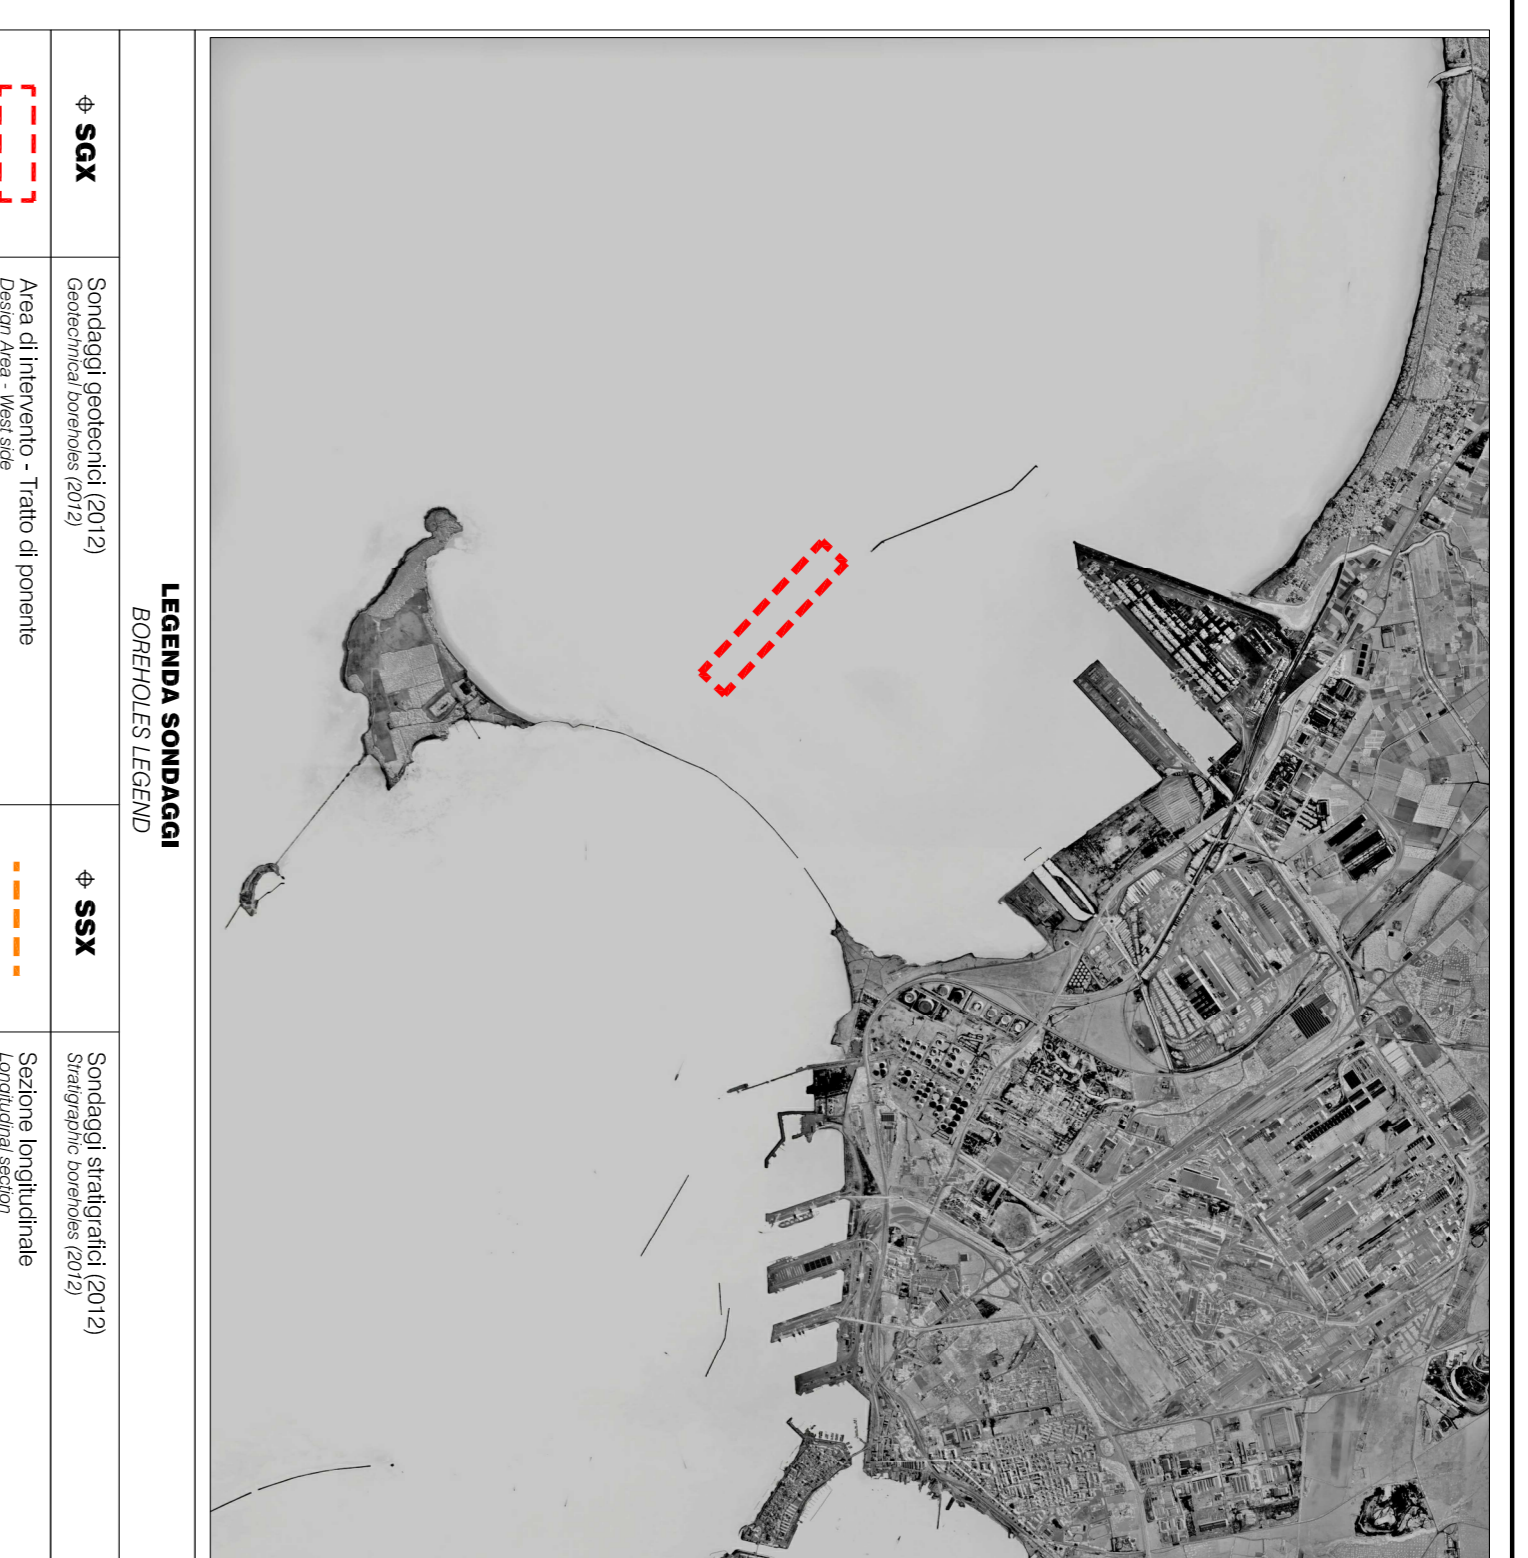 LEGENDA SONDAGGI
BOREHOLES LEGEND
SGX
Sondaggi geotecnici (2012)
Geotechnical boreholes (2012)
SSX
Sondaggi stratigrafici (2012)
Stratigraphic boreholes (2012)
Area di intervento - Tratto di ponente
Design Area - West side
Sezione longitudinale
Longitudinal section